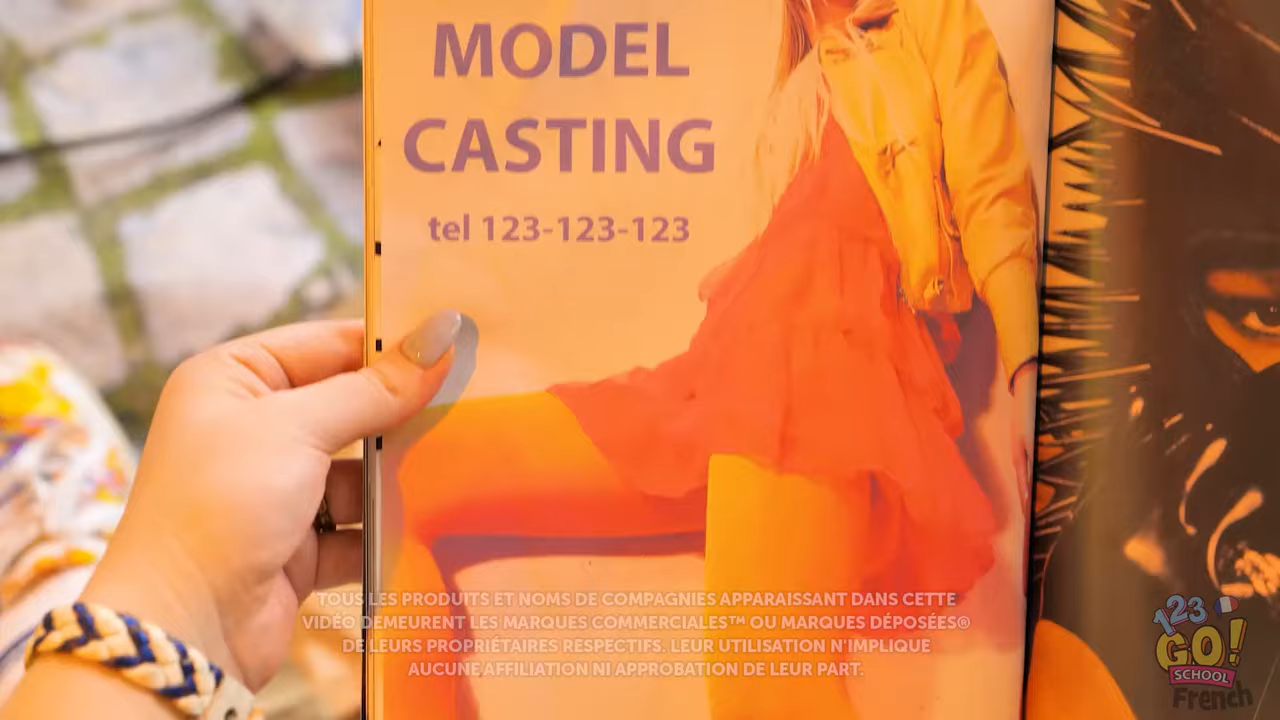 MODEL
CASTING
tel 123-123-123
TOUS LES PRODUITS ET NOMS DE COMPAGNIES APPARAISSANT DANS CETTE
VIDÉO DEMEURENT LES MARQUES COMMERCIALES™ OU MARQUES DÉPOSÉES®
DE LEURS PROPRIÉTAIRES RESPECTIFS. LEUR UTILISATION N'IMPLIQUE
AUCUNE AFFILIATION NI APPROBATION DE LEUR PART.
123
GO!
SCHOOL
French